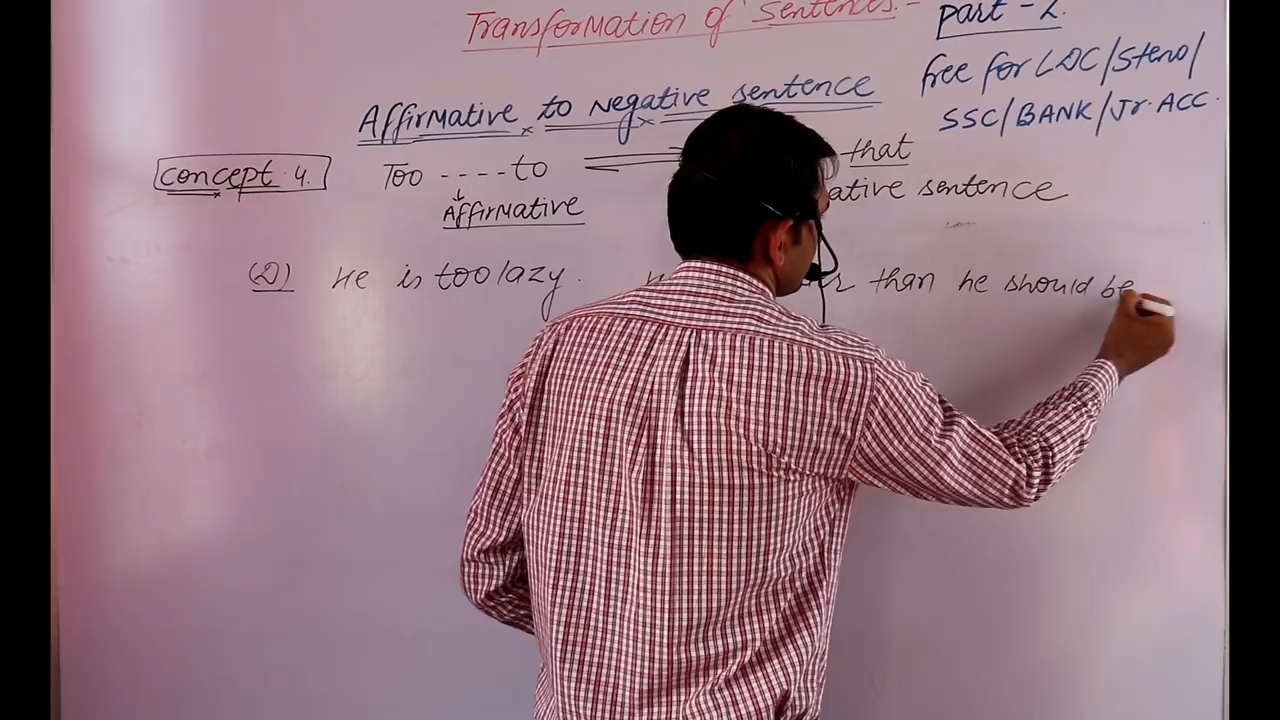 Transformation of Sentences.-
part - 2.
free for LDC/Steno/
SSC/BANK/Jr. ACC.
Affirmative to Negative sentence
Concept 4. Too ----to that
Affirmative ative sentence
(D) He is too lazy. than he should be